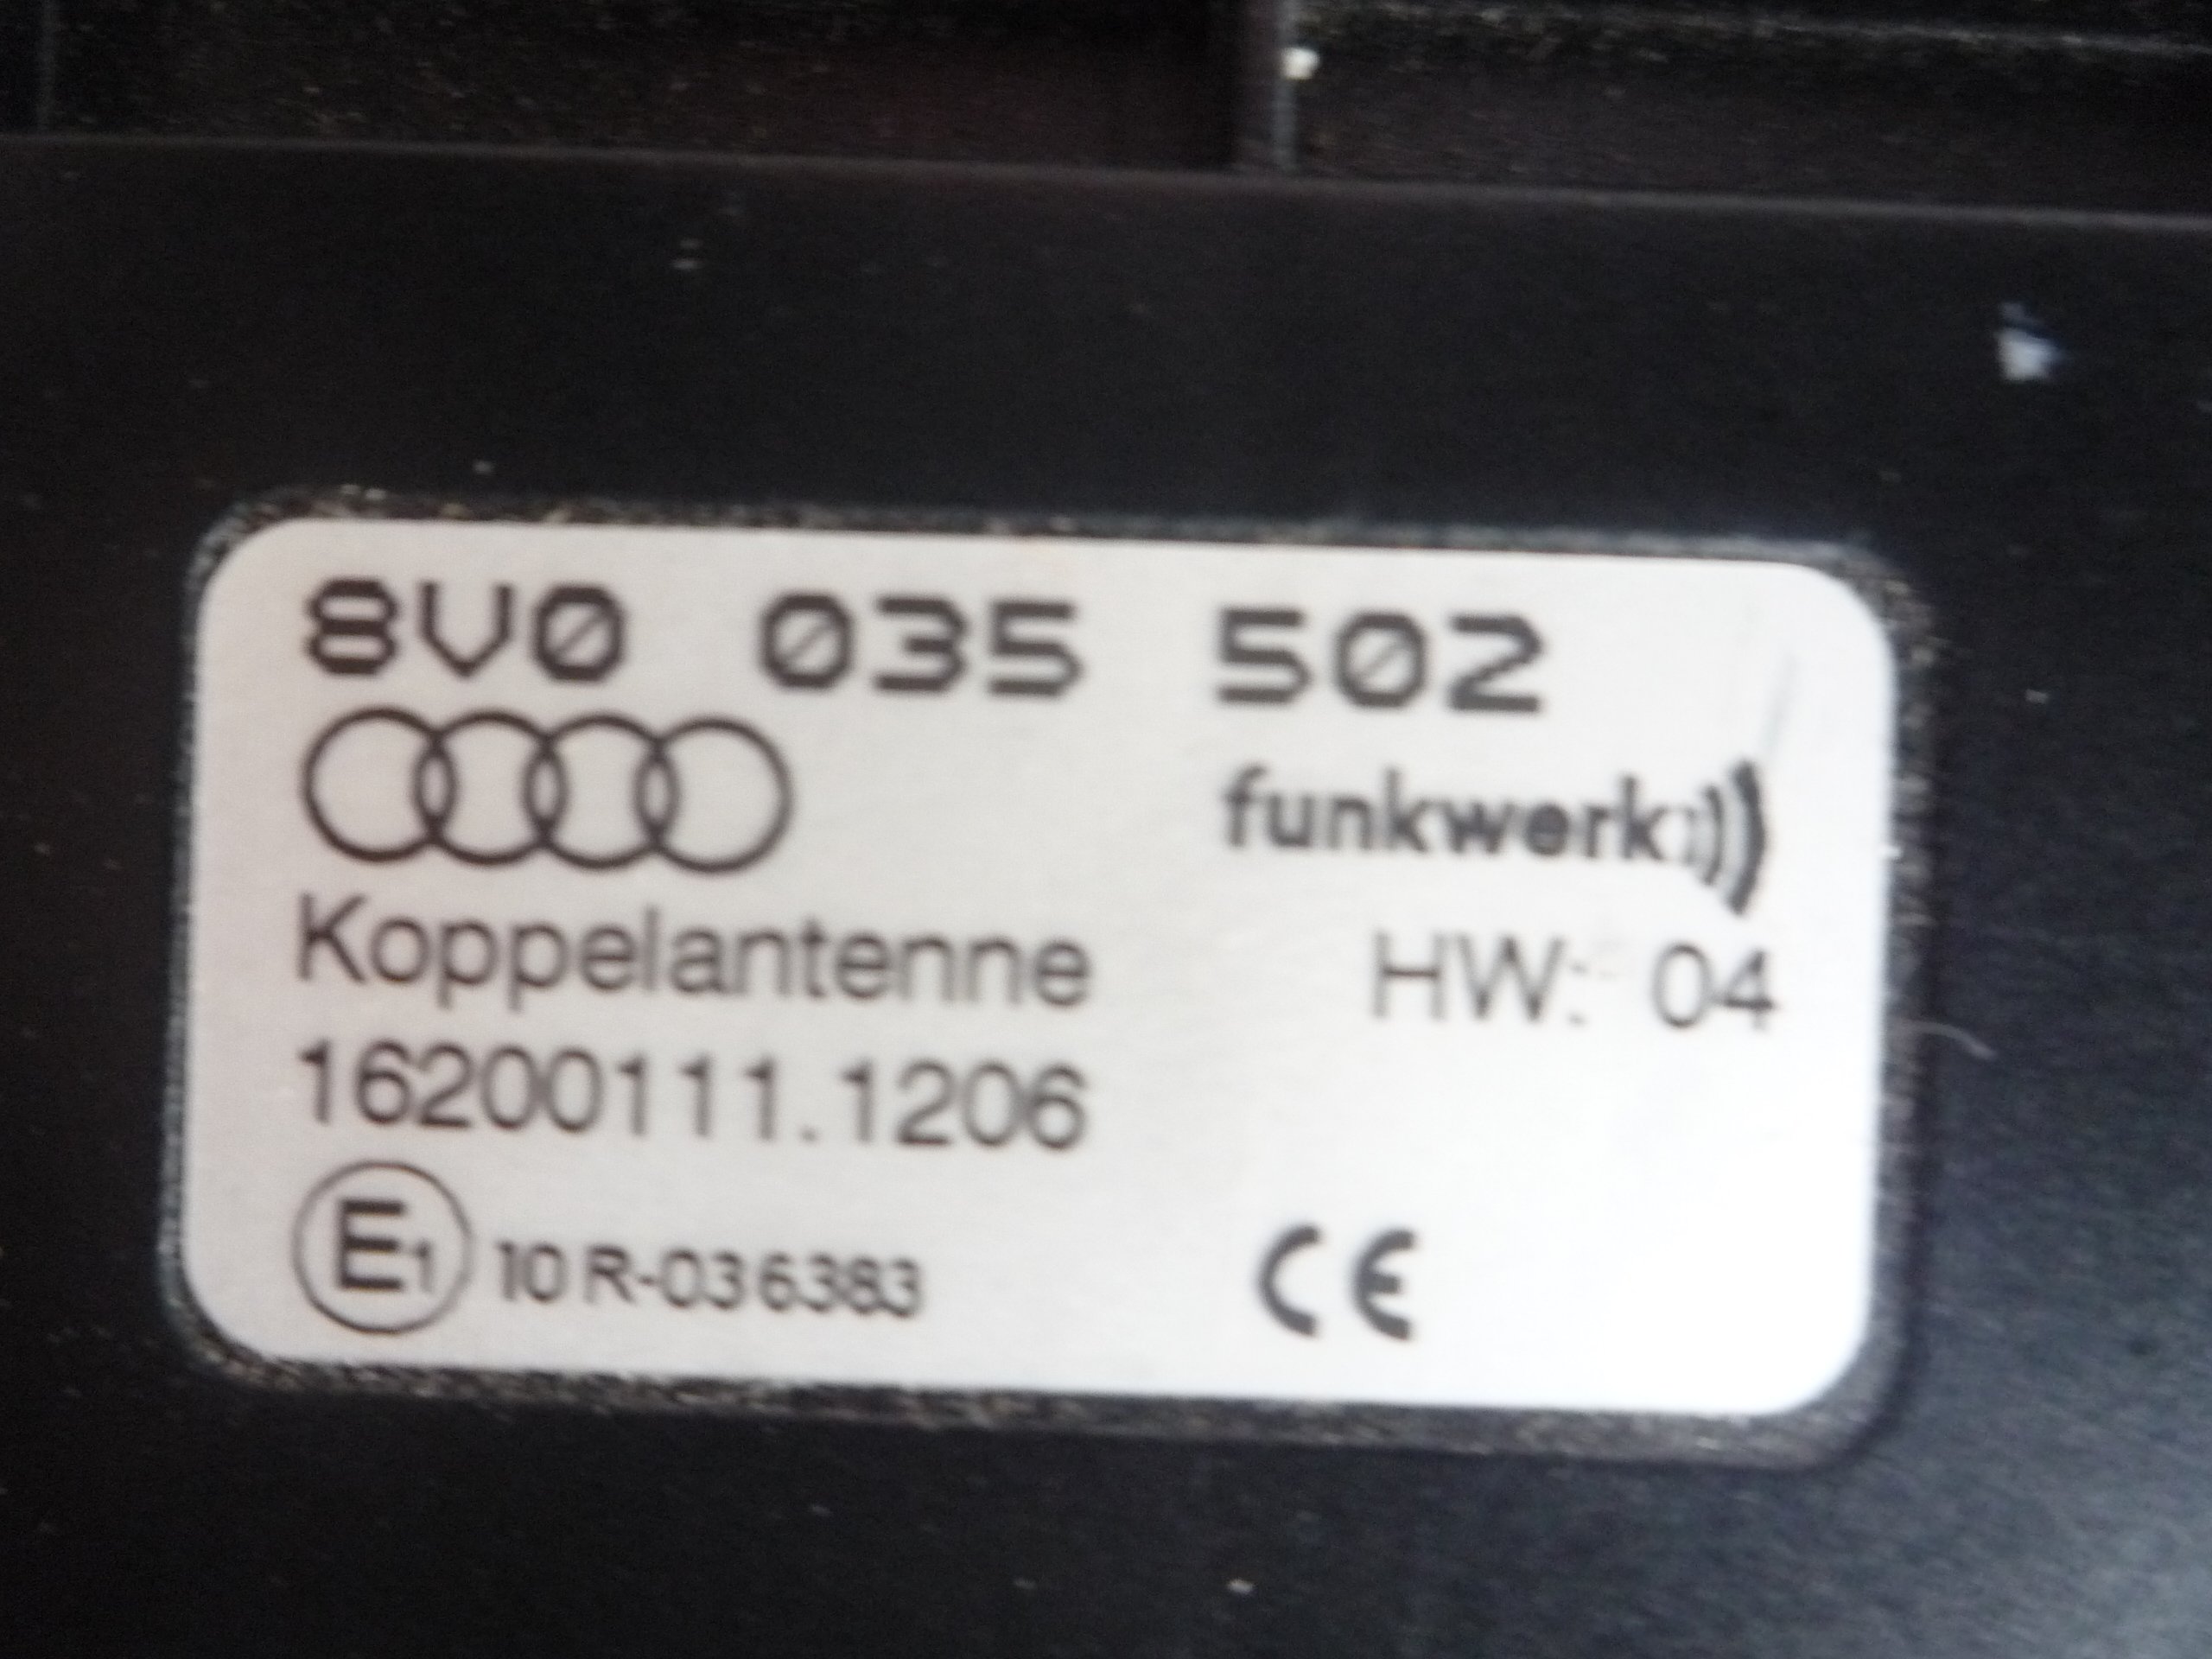 8V0 035 502
funkwerk
Koppelantenne HW: 04
16200111.1206
E1 10 R-036383 CE